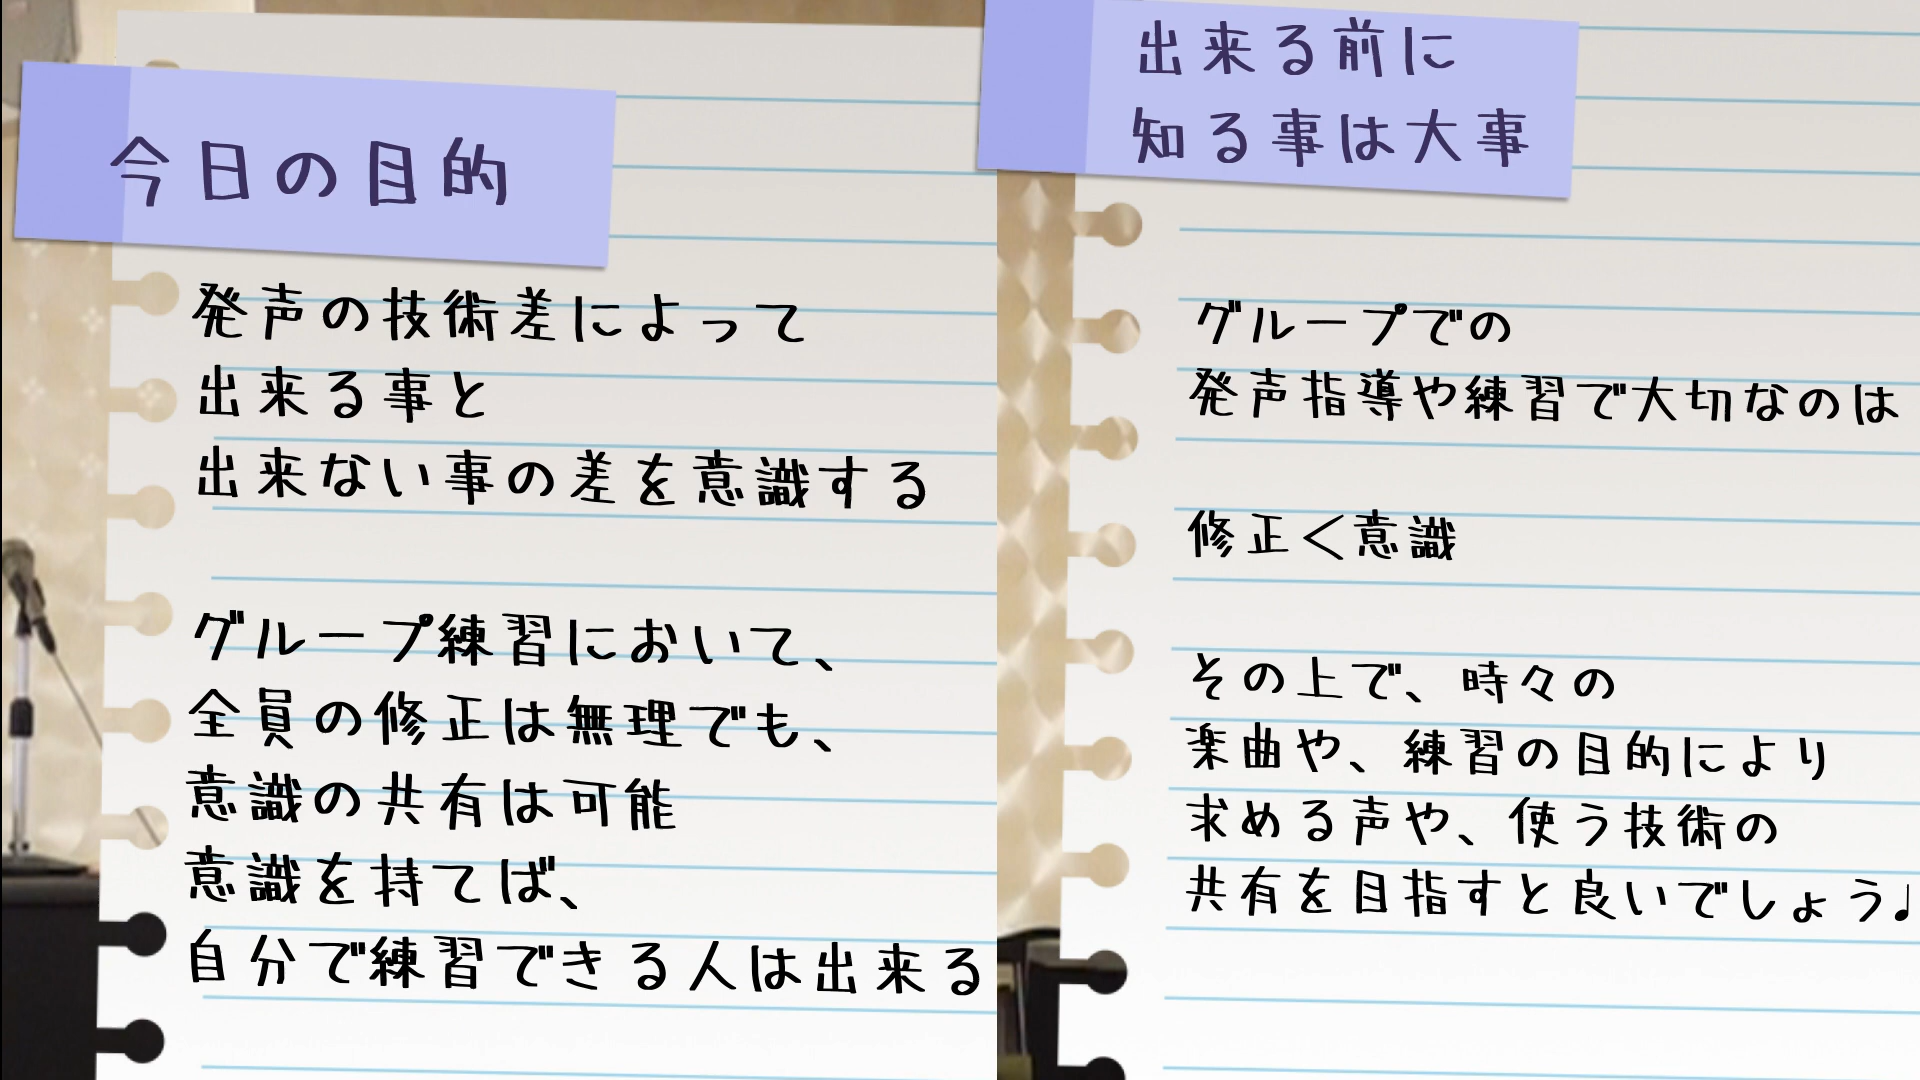 今日の目的
発声の技術差によって
出来る事と
出来ない事の差を意識する
グループ練習において、
全員の修正は無理でも、
意識の共有は可能
意識を持てば、
自分で練習できる人は出来る
出来る前に
知る事は大事
グループでの
発声指導や練習で大切なのは
修正＜意識
その上で、時々の
楽曲や、練習の目的により
求める声や、使う技術の
共有を目指すと良いでしょう♩